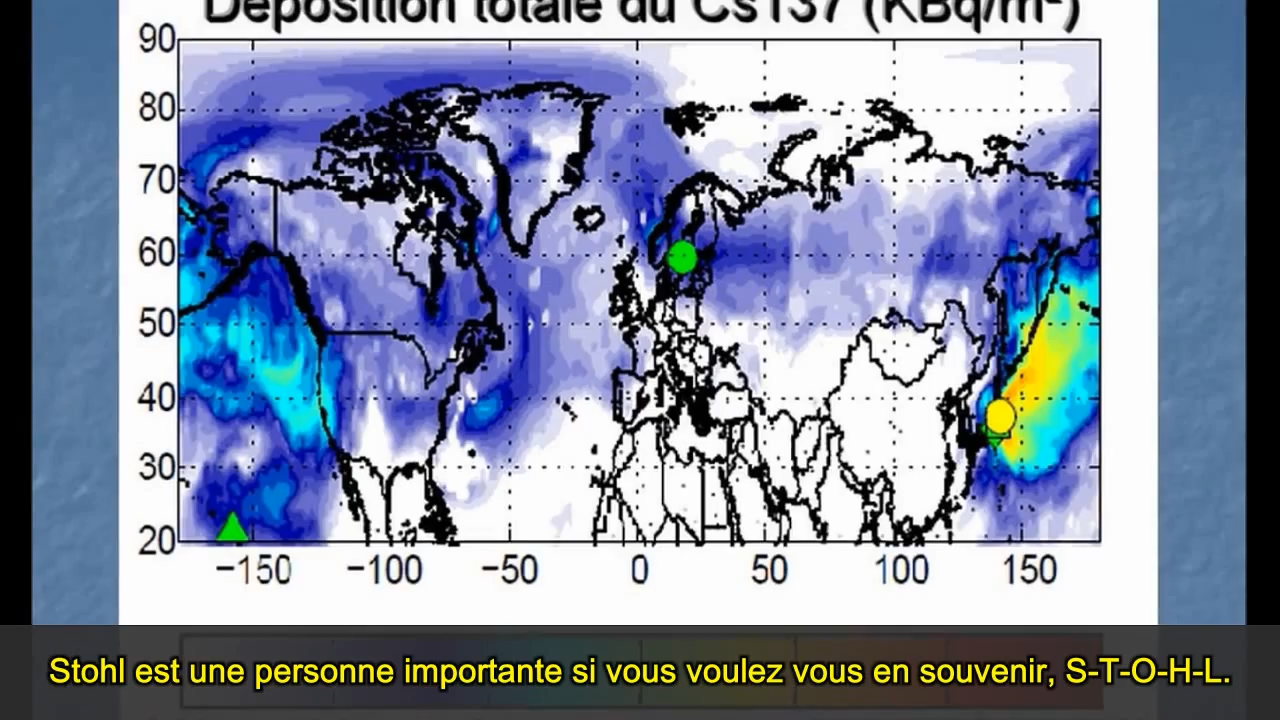 Déposition totale du Cs137 (KBq/m²)
90
80
70
60
50
40
30
20
−150 −100 −50 0 50 100 150
Stohl est une personne importante si vous voulez vous en souvenir, S-T-O-H-L.